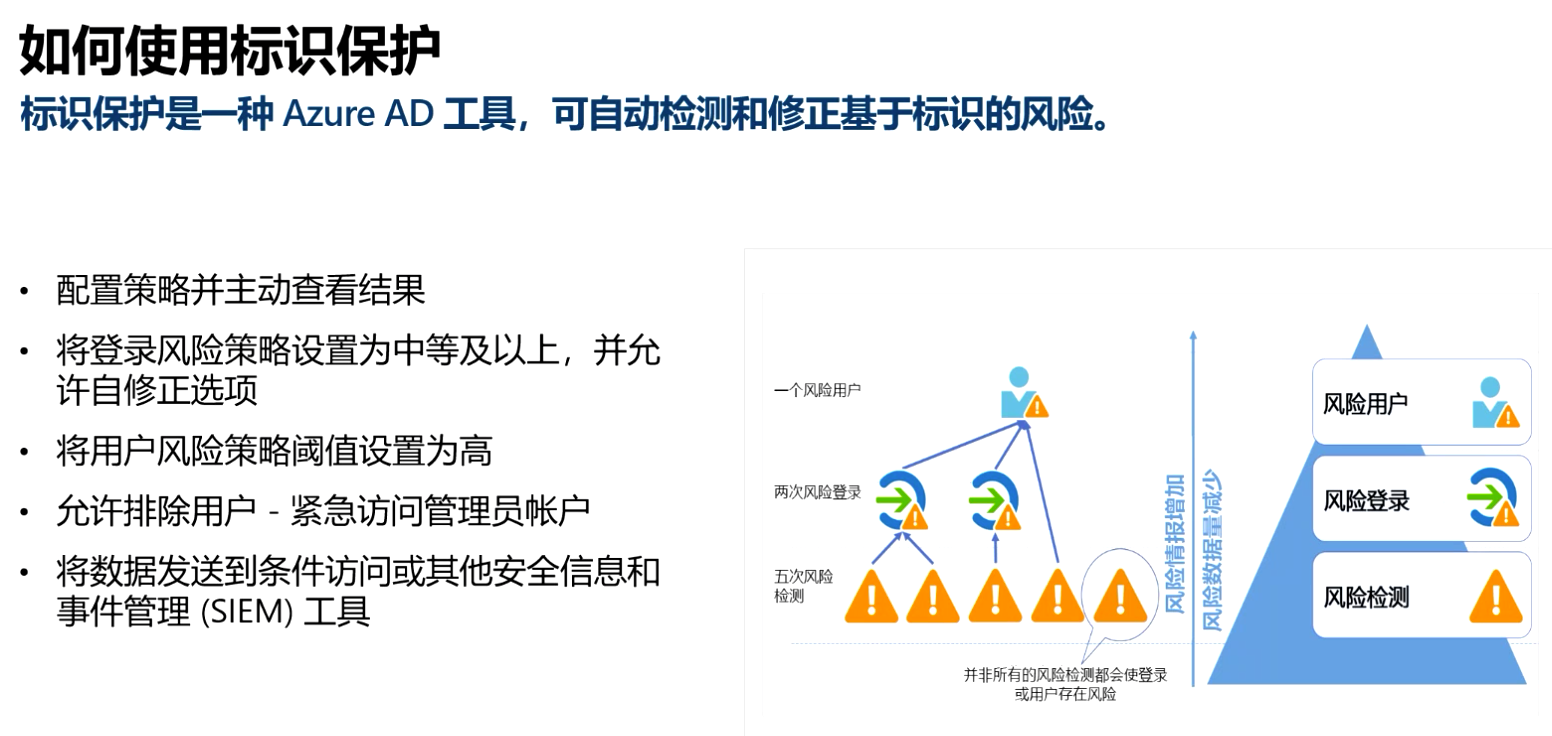 如何使用标识保护
标识保护是一种 Azure AD 工具，可自动检测和修正基于标识的风险。
• 配置策略并主动查看结果
• 将登录风险策略设置为中等及以上，并允
许自修正选项
• 将用户风险策略阈值设置为高
• 允许排除用户 - 紧急访问管理员帐户
• 将数据发送到条件访问或其他安全信息和
事件管理 (SIEM) 工具
一个风险用户
两次风险登录
五次风险
检测
并非所有的风险检测都会使登录
或用户存在风险
风险情报增加
风险数据量减少
风险用户
风险登录
风险检测